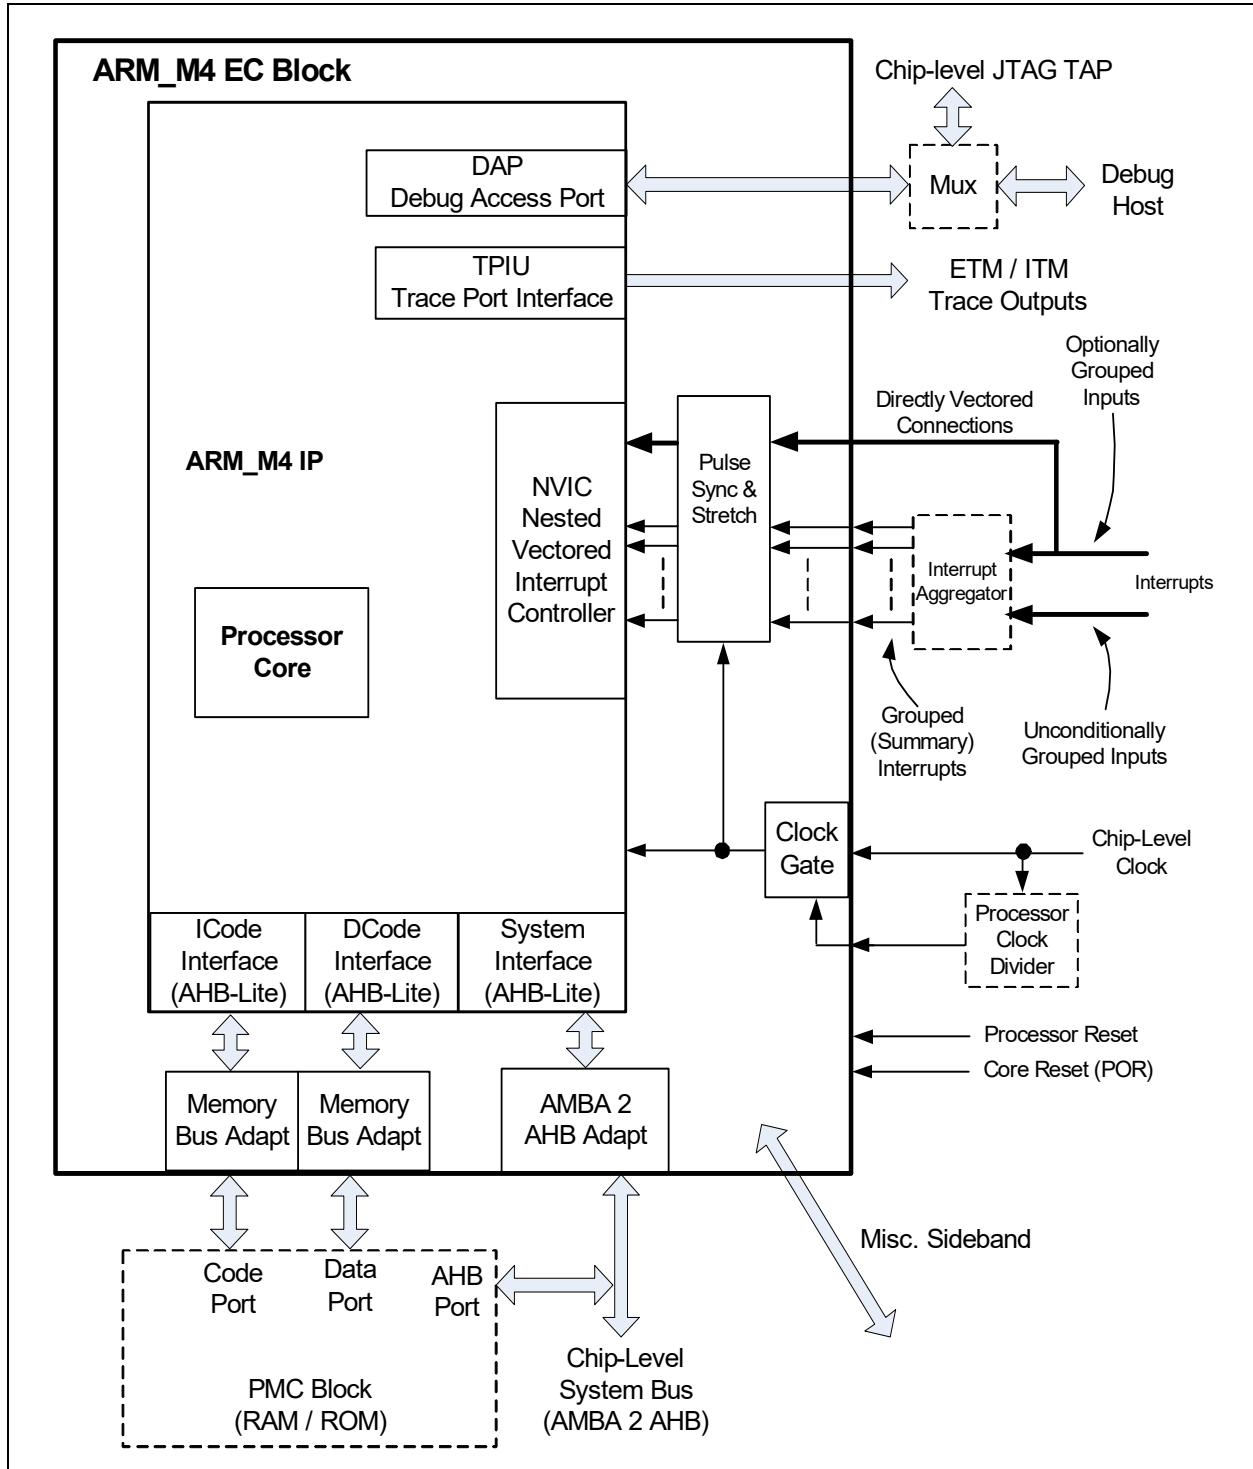 ARM_M4 EC Block
Chip-level JTAG TAP
DAP
Debug Access Port
Mux
Debug
Host
TPIU
Trace Port Interface
ETM / ITM
Trace Outputs
Optionally
Grouped
Inputs
Directly Vectored
Connections
ARM_M4 IP
NVIC
Nested
Vectored
Interrupt
Controller
Pulse
Sync &
Stretch
Interrupt
Aggregator
Interrupts
Processor
Core
Grouped
(Summary)
Interrupts
Unconditionally
Grouped Inputs
Clock
Gate
Chip-Level
Clock
Processor
Clock
Divider
ICode
Interface
(AHB-Lite)
DCode
Interface
(AHB-Lite)
System
Interface
(AHB-Lite)
Processor Reset
Core Reset (POR)
Memory
Bus Adapt
Memory
Bus Adapt
AMBA 2
AHB Adapt
Misc. Sideband
Code
Port
Data
Port
AHB
Port
PMC Block
(RAM / ROM)
Chip-Level
System Bus
(AMBA 2 AHB)